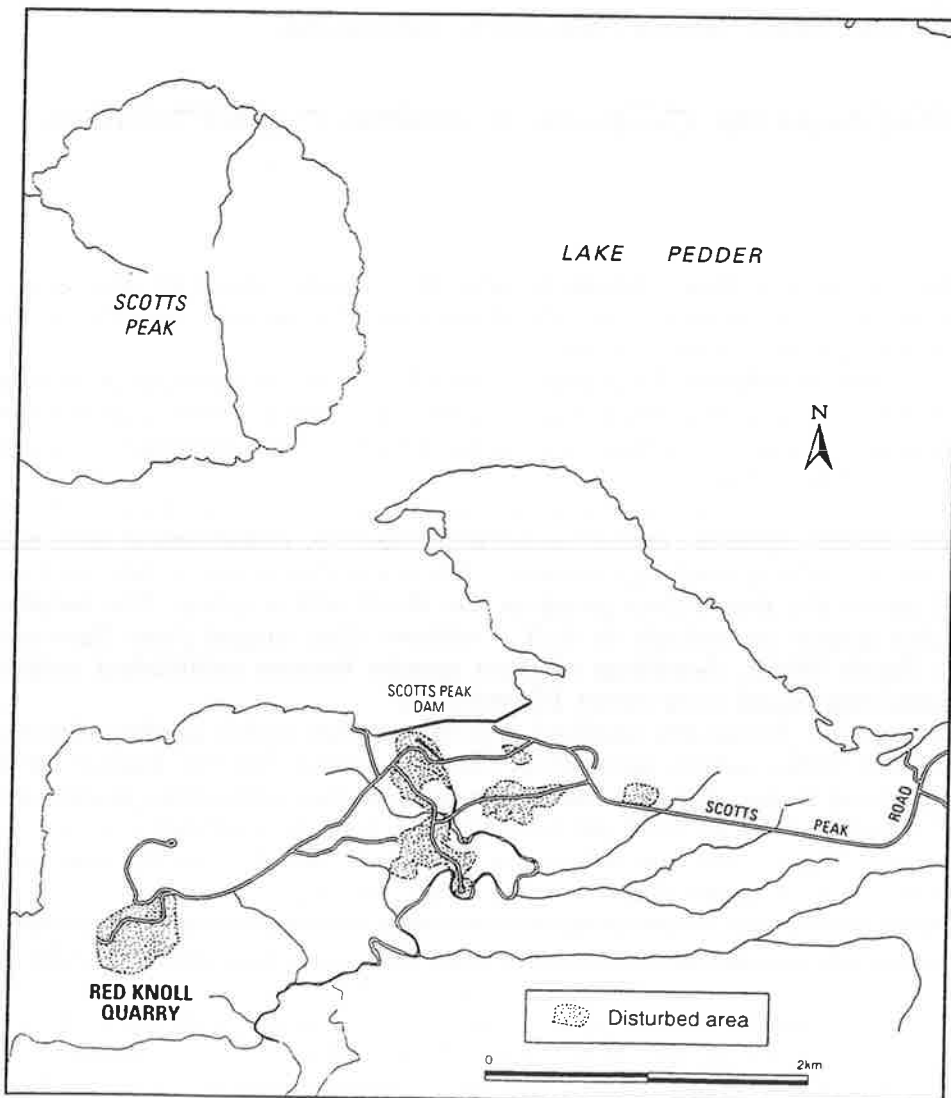 LAKE PEDDER
SCOTTS
PEAK
N
SCOTTS PEAK
DAM
SCOTTS PEAK ROAD
RED KNOLL
QUARRY
Disturbed area
0 2km